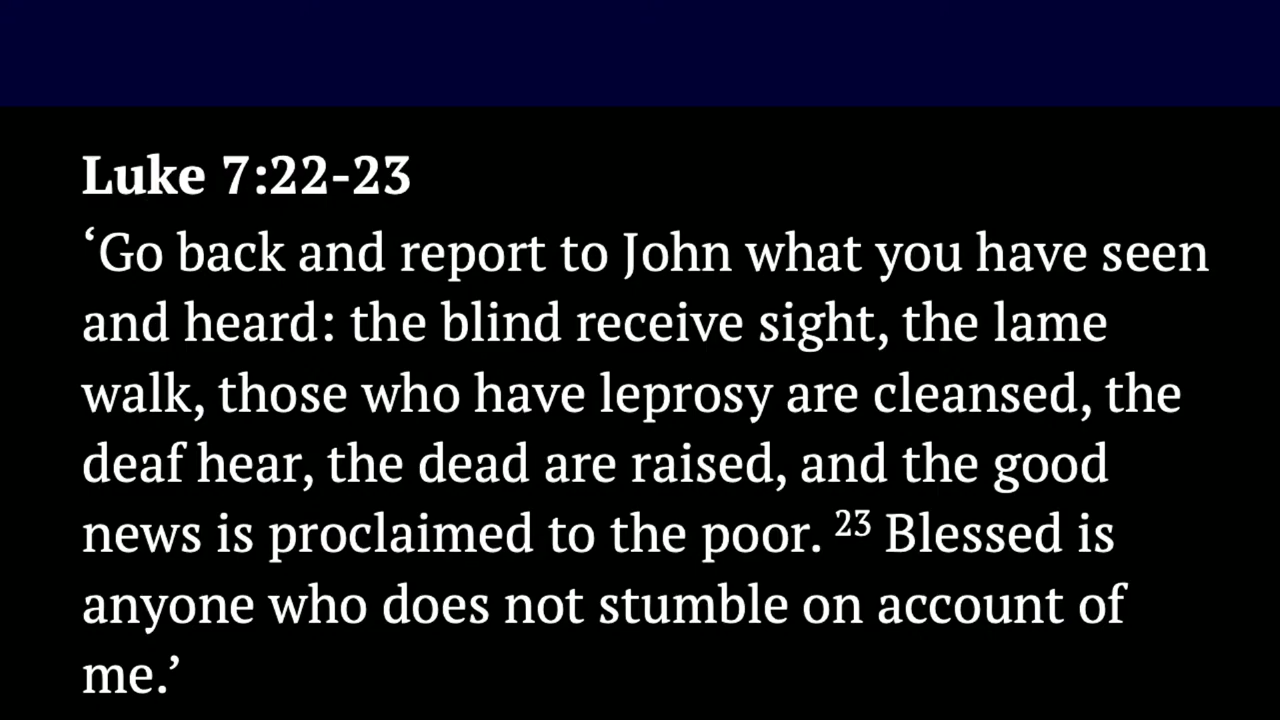 Luke 7:22-23
‘Go back and report to John what you have seen
and heard: the blind receive sight, the lame
walk, those who have leprosy are cleansed, the
deaf hear, the dead are raised, and the good
news is proclaimed to the poor. ²³ Blessed is
anyone who does not stumble on account of
me.’